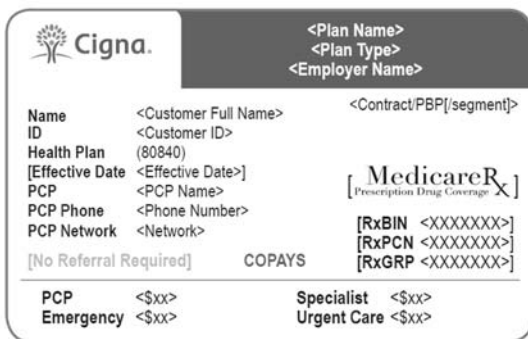 Cigna.
<Plan Name>
<Plan Type>
<Employer Name>
<Contract/PBP[/segment]>
Name <Customer Full Name>
ID <Customer ID>
Health Plan (80840)
[Effective Date <Effective Date>]
PCP <PCP Name>
PCP Phone <Phone Number>
PCP Network <Network>
[MedicareRx
Prescription Drug Coverage]
[RxBIN <XXXXXXX>]
[RxPCN <XXXXXXX>]
[RxGRP <XXXXXXX>]
[No Referral Required] COPAYS
PCP <$xx> Specialist <$xx>
Emergency <$xx> Urgent Care <$xx>